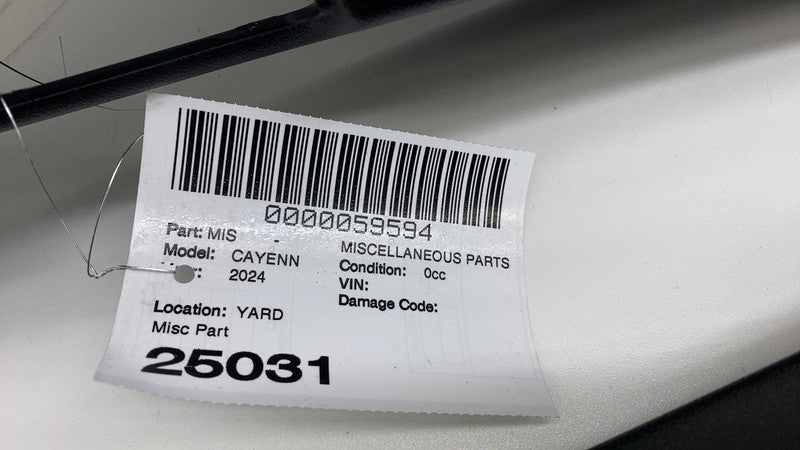 0000059594
Part: MIS -
MISCELLANEOUS PARTS
Model: CAYENN
Condition: 0cc
2024
VIN:
Damage Code:
Location: YARD
Misc Part
25031